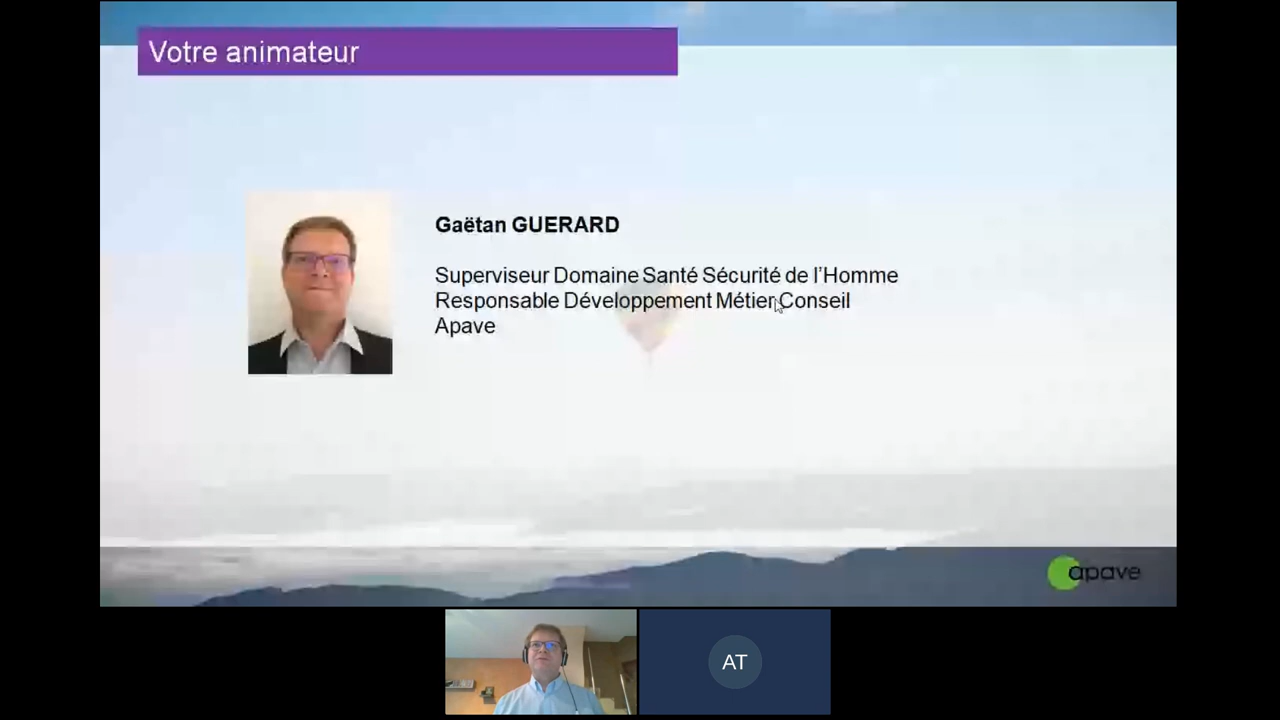 Votre animateur
Gaëtan GUERARD
Superviseur Domaine Santé Sécurité de l’Homme
Responsable Développement Métier Conseil
Apave
apave
AT